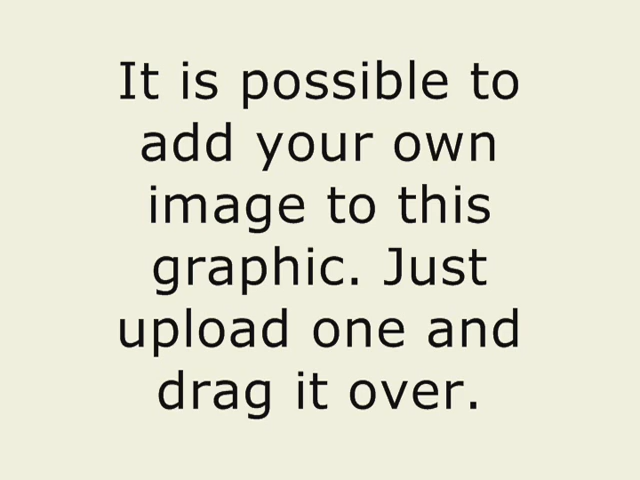 It is possible to
add your own
image to this
graphic. Just
upload one and
drag it over.